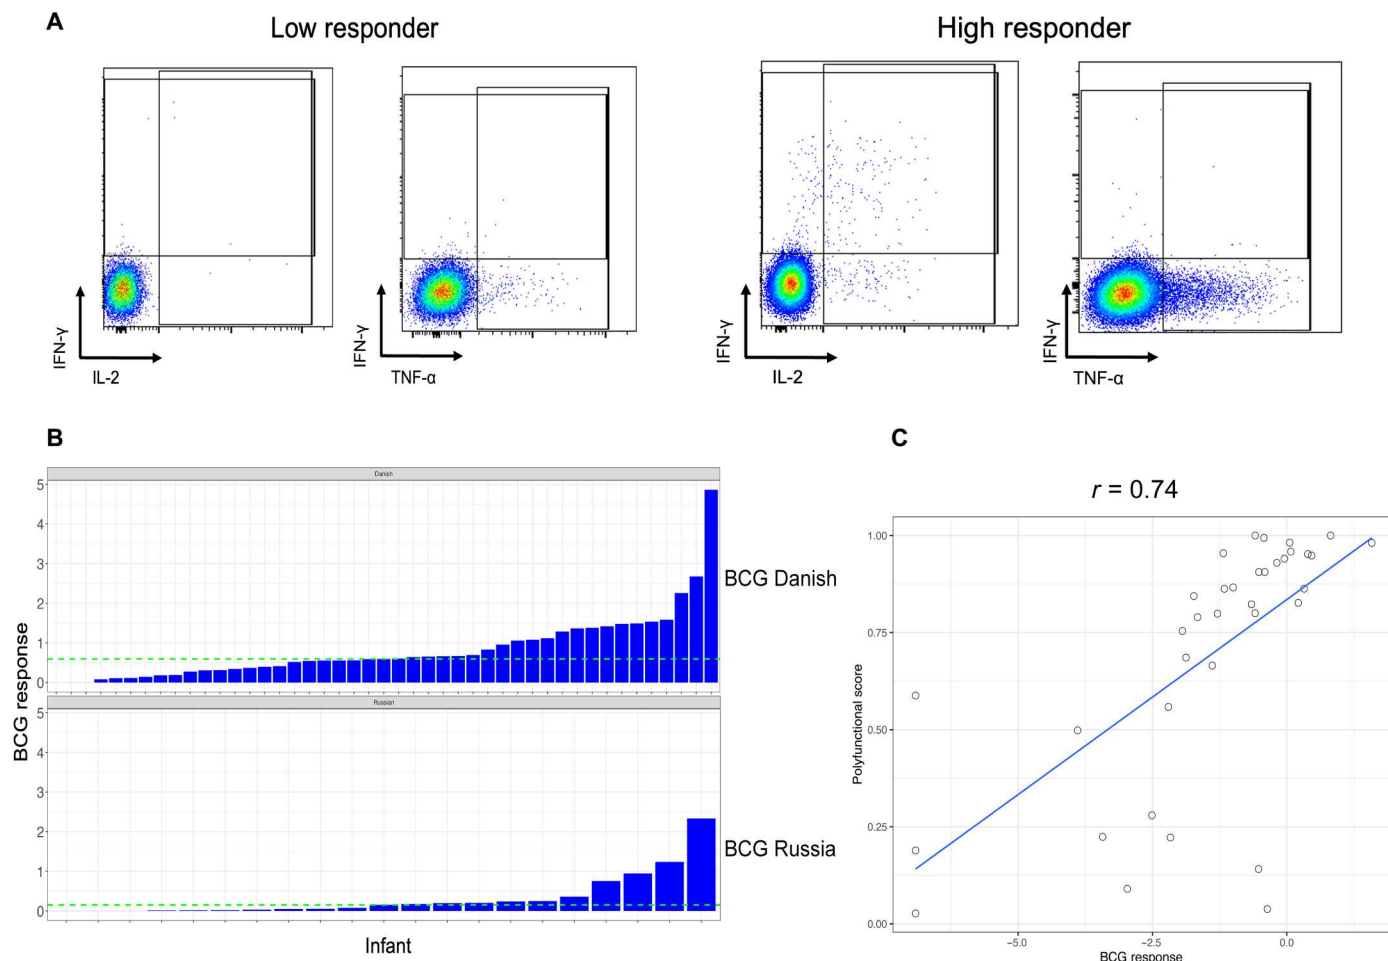 A
Low responder
High responder
IFN-γ
IL-2
IFN-γ
TNF-α
IFN-γ
IL-2
IFN-γ
TNF-α
B
Danish
5
4
3
2
1
0
BCG Danish
Russian
5
4
3
2
1
0
BCG Russia
BCG response
Infant
C
r = 0.74
1.00
0.75
0.50
0.25
0.00
Polyfunctional score
−5.0
−2.5
0.0
BCG response